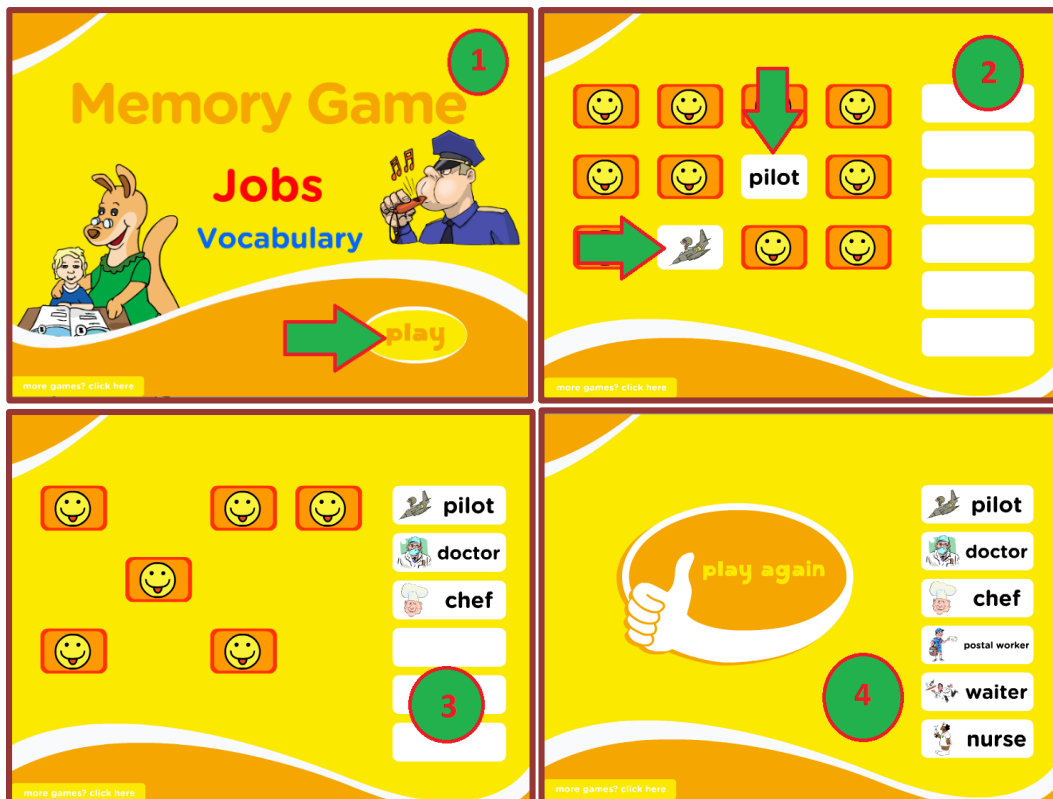 1
Memory Game
Jobs
Vocabulary
play
more games? click here
2
pilot
more games? click here
pilot
doctor
chef
3
more games? click here
play again
pilot
doctor
chef
postal worker
waiter
nurse
4
more games? click here